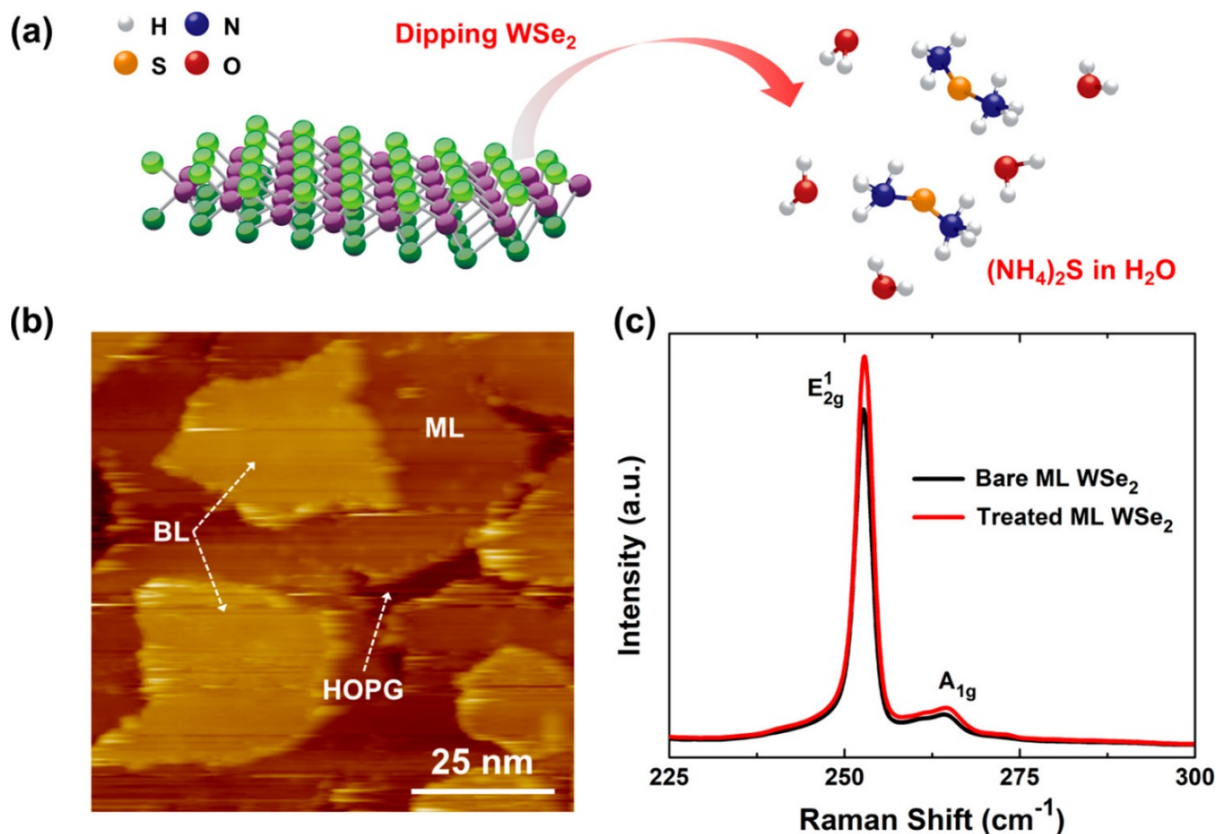 (a)
H N
S O
Dipping WSe₂
(NH₄)₂S in H₂O
(b)
ML
BL
HOPG
25 nm
(c)
E¹₂g
A₁g
Bare ML WSe₂
Treated ML WSe₂
Intensity (a.u.)
225 250 275 300
Raman Shift (cm⁻¹)